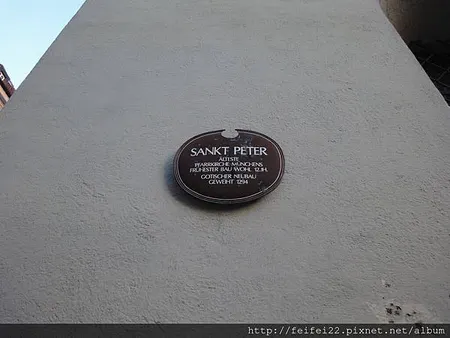 SANKT PETER
ÄLTESTE
PFARRKIRCHE MÜNCHENS
FRÜHESTER BAU WOHL 12.JH.
GOTISCHER NEUBAU
GEWEIHT 1294
http://feifei22.pixnet.net/album